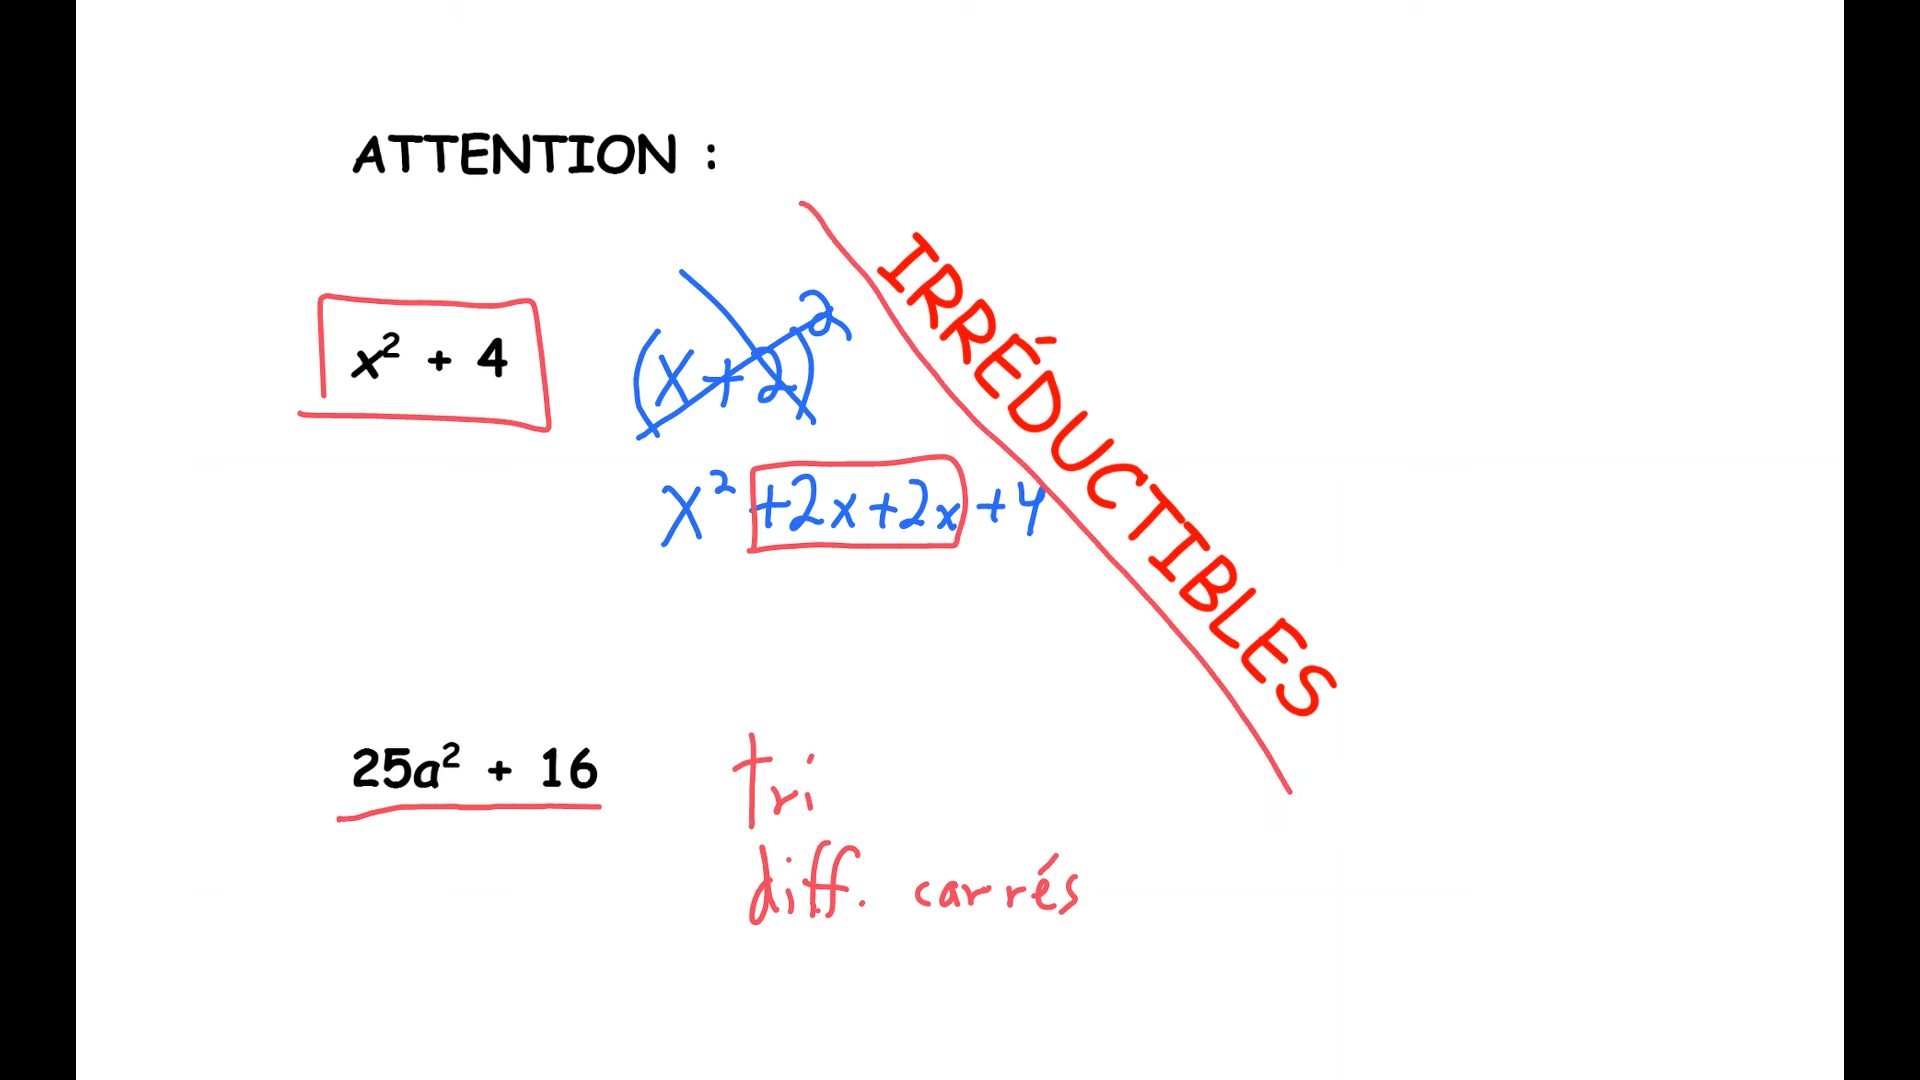 ATTENTION :
x² + 4
(x+2)²
x² +2x+2x +4
IRRÉDUCTIBLES
25a² + 16
tri
diff. carrés